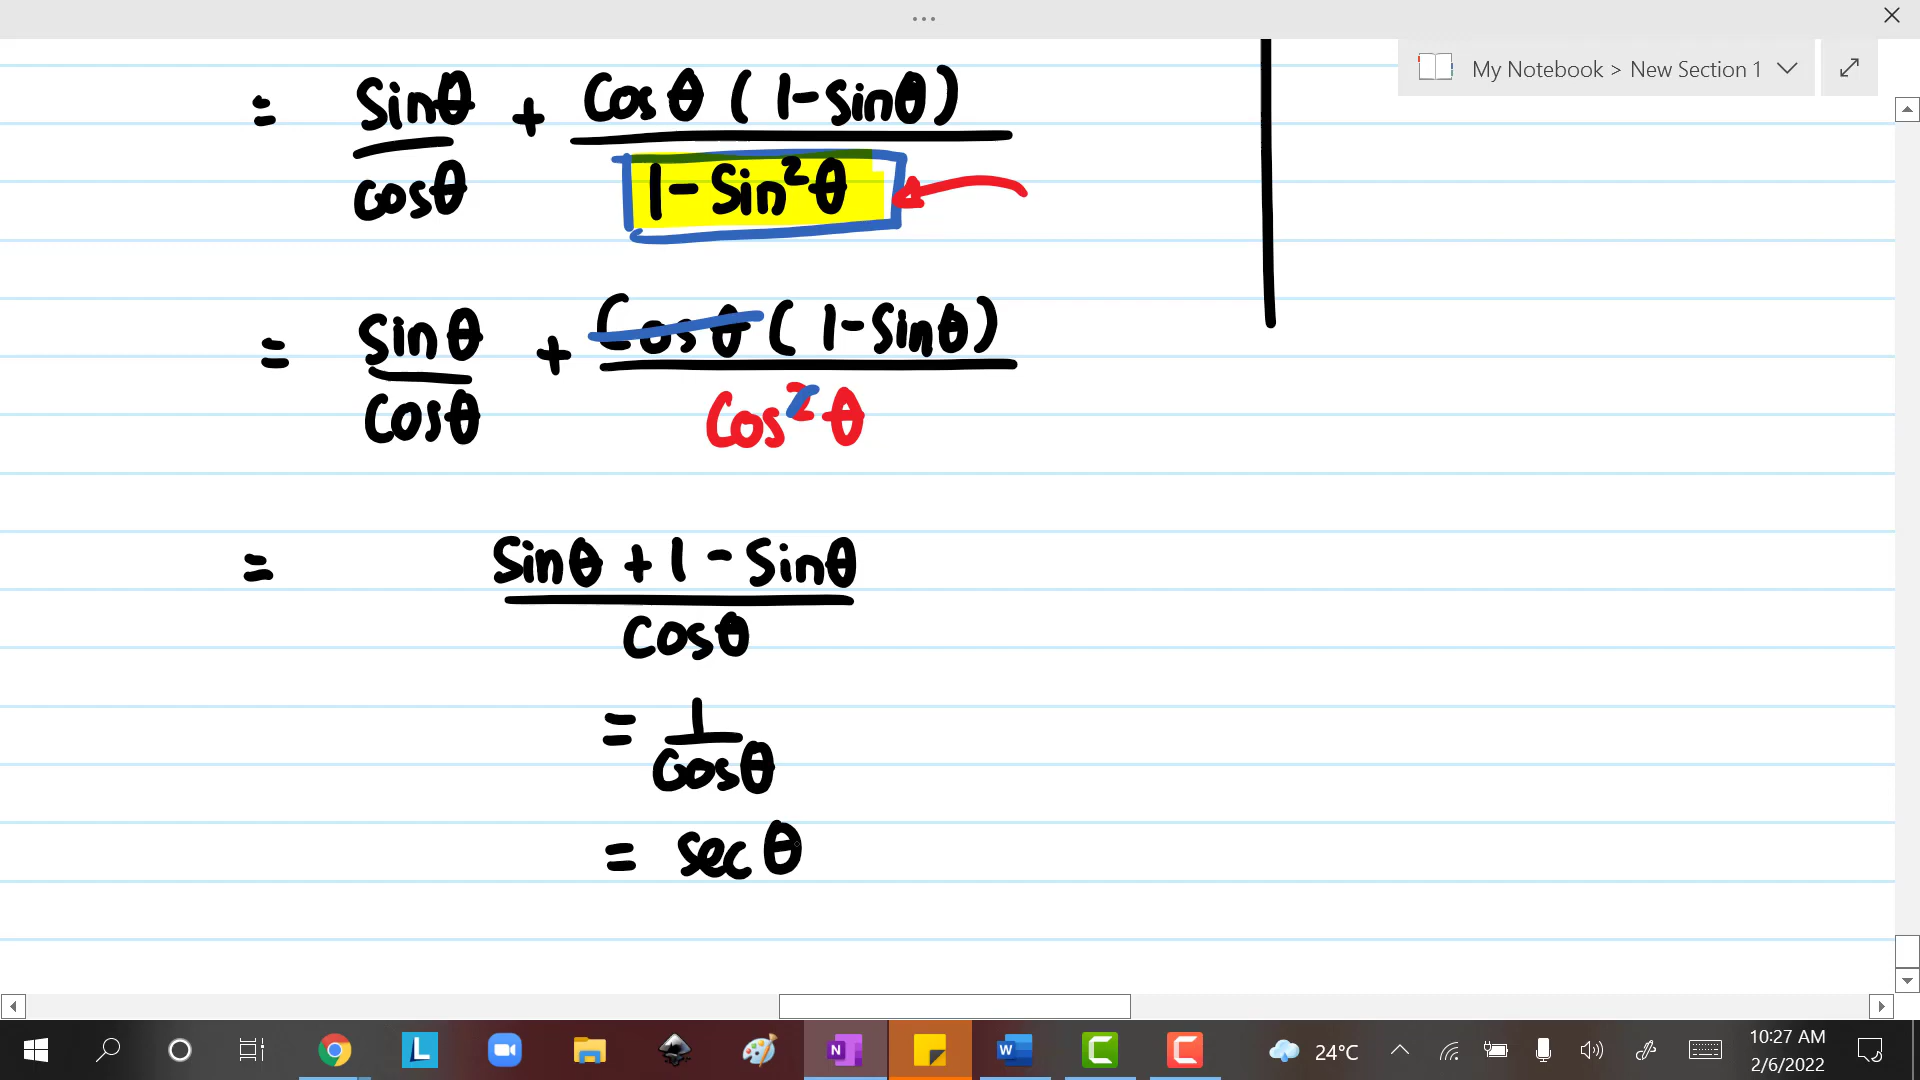 ...
My Notebook > New Section 1
= sinθ/cosθ + cosθ(1-sinθ)/1-sin²θ
= sinθ/cosθ + cosθ(1-sinθ)/cos²θ
= sinθ + 1 - sinθ/cosθ
= 1/cosθ
= secθ
24°C
10:27 AM
2/6/2022